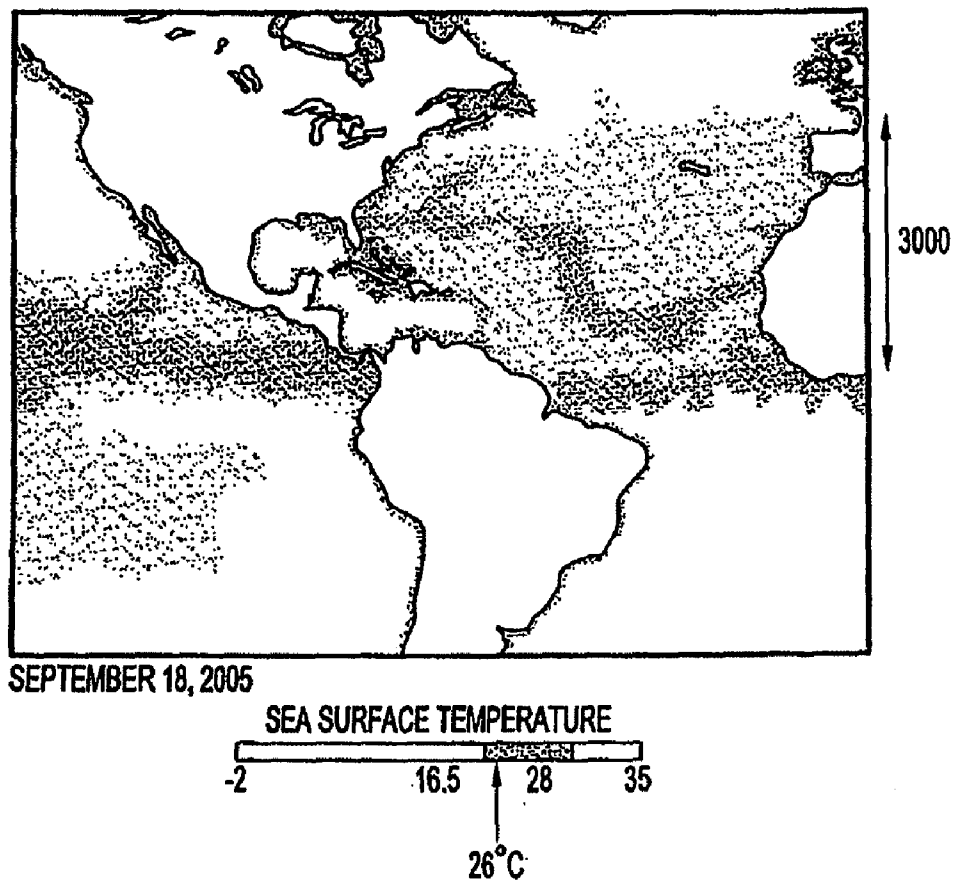 3000
SEPTEMBER 18, 2005
SEA SURFACE TEMPERATURE
-2 16.5 28 35
26°C